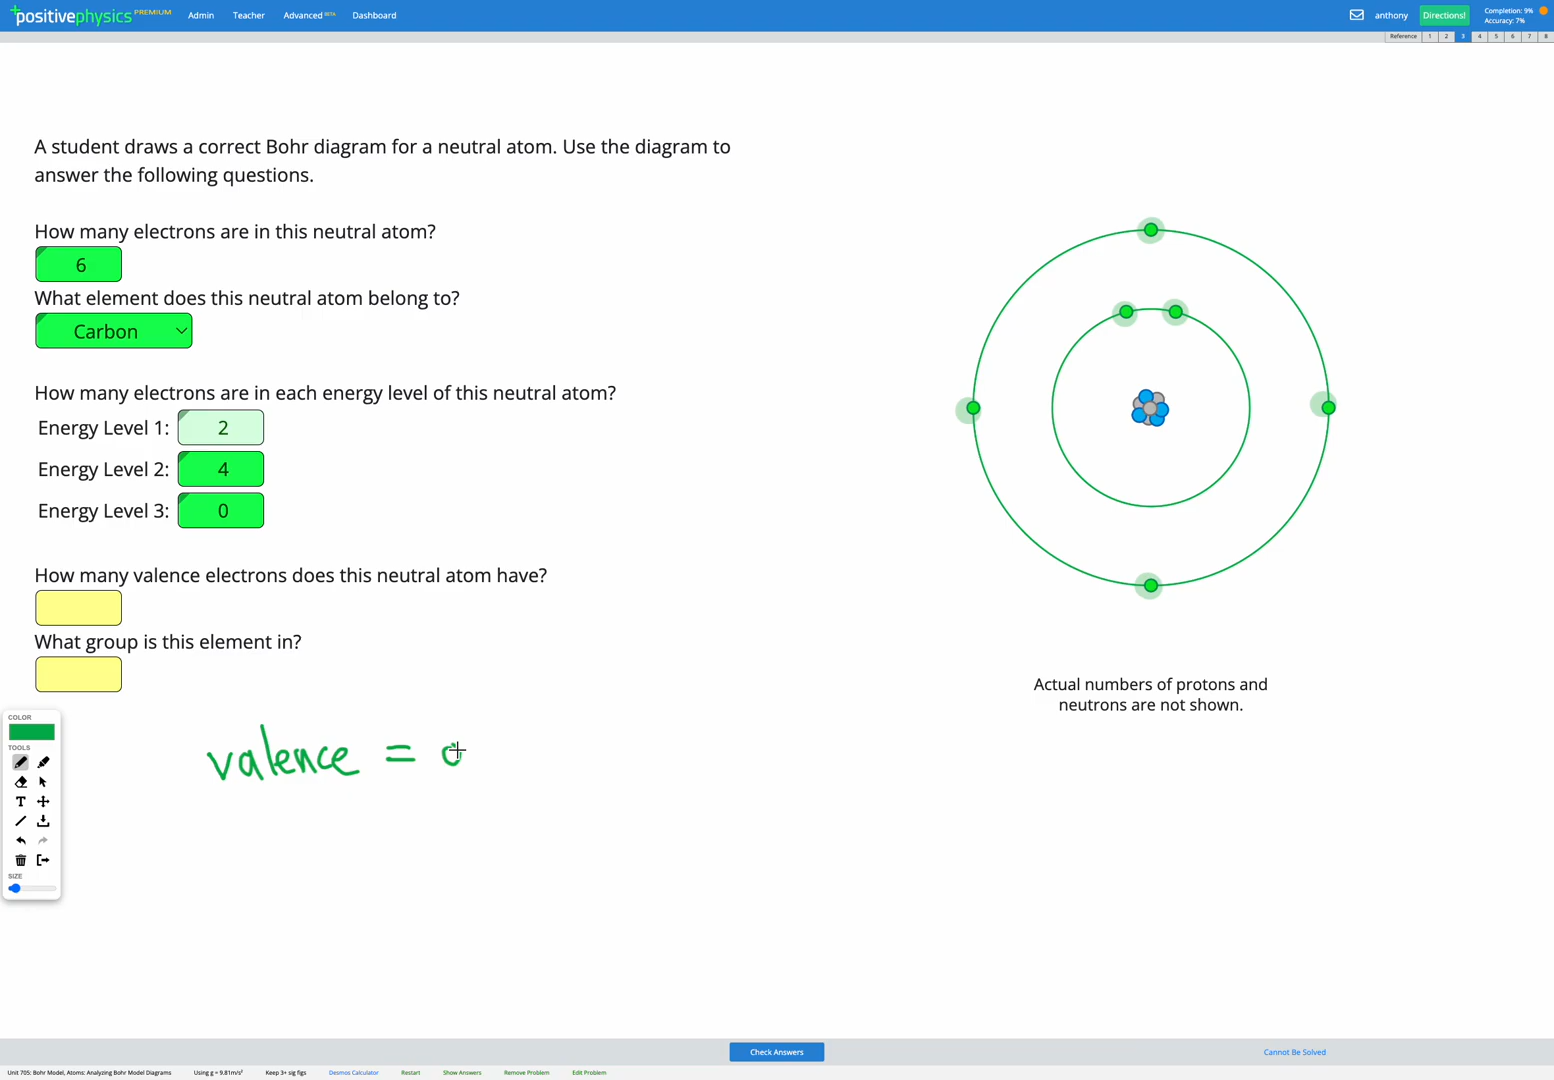 +positivephysics PREMIUM Admin Teacher Advanced BETA Dashboard anthony Directions! Completion: 9%
Accuracy: 7%
Reference 1 2 3 4 5 6 7 8
A student draws a correct Bohr diagram for a neutral atom. Use the diagram to
answer the following questions.
How many electrons are in this neutral atom?
6
What element does this neutral atom belong to?
Carbon
How many electrons are in each energy level of this neutral atom?
Energy Level 1: 2
Energy Level 2: 4
Energy Level 3: 0
How many valence electrons does this neutral atom have?
What group is this element in?
Actual numbers of protons and
neutrons are not shown.
COLOR
TOOLS
T
SIZE
valence = o
Check Answers Cannot Be Solved
Unit 705: Bohr Model, Atoms: Analyzing Bohr Model Diagrams Using g = 9.81m/s² Keep 3+ sig figs Desmos Calculator Restart Show Answers Remove Problem Edit Problem